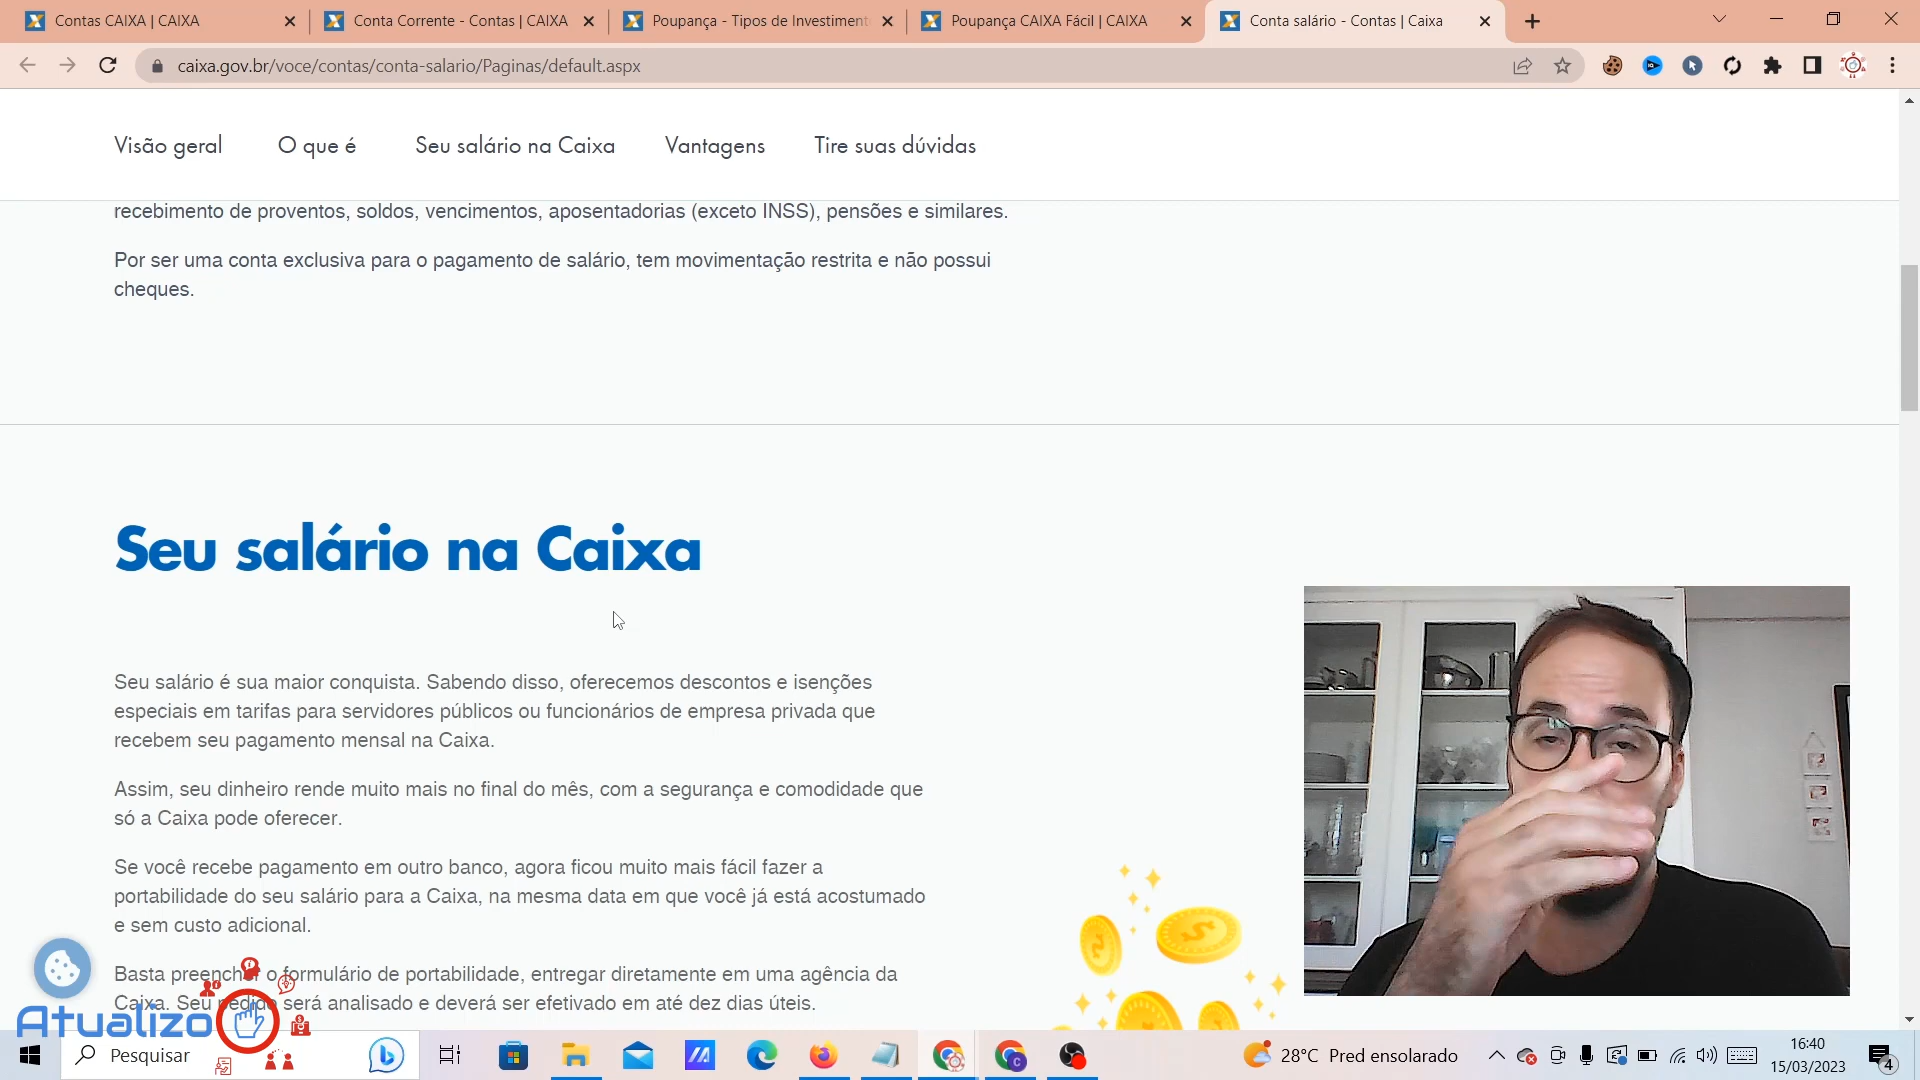 Contas CAIXA | CAIXA
Conta Corrente - Contas | CAIXA
Poupança - Tipos de Investiment
Poupança CAIXA Fácil | CAIXA
Conta salário - Contas | Caixa
caixa.gov.br/voce/contas/conta-salario/Paginas/default.aspx
Visão geral
O que é
Seu salário na Caixa
Vantagens
Tire suas dúvidas
recebimento de proventos, soldos, vencimentos, aposentadorias (exceto INSS), pensões e similares.
Por ser uma conta exclusiva para o pagamento de salário, tem movimentação restrita e não possui
cheques.
Seu salário na Caixa
Seu salário é sua maior conquista. Sabendo disso, oferecemos descontos e isenções
especiais em tarifas para servidores públicos ou funcionários de empresa privada que
recebem seu pagamento mensal na Caixa.
Assim, seu dinheiro rende muito mais no final do mês, com a segurança e comodidade que
só a Caixa pode oferecer.
Se você recebe pagamento em outro banco, agora ficou muito mais fácil fazer a
portabilidade do seu salário para a Caixa, na mesma data em que você já está acostumado
e sem custo adicional.
Basta preencher o formulário de portabilidade, entregar diretamente em uma agência da
Caixa. Seu pedido será analisado e deverá ser efetivado em até dez dias úteis.
Atualizo
Pesquisar
28°C Pred ensolarado
16:40
15/03/2023
4